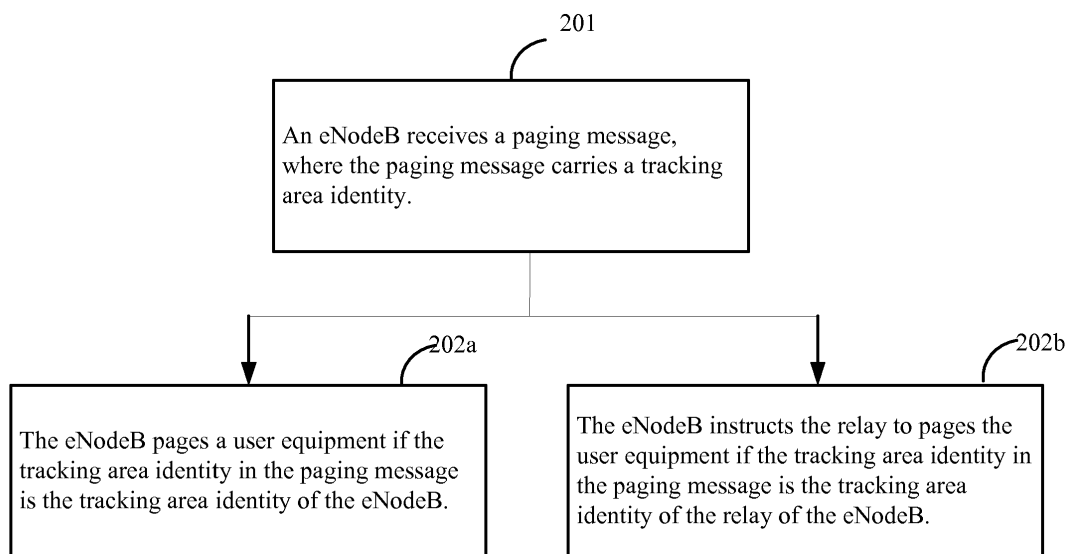 201
An eNodeB receives a paging message,
where the paging message carries a tracking
area identity.
202a
The eNodeB pages a user equipment if the
tracking area identity in the paging message
is the tracking area identity of the eNodeB.
202b
The eNodeB instructs the relay to pages the
user equipment if the tracking area identity in
the paging message is the tracking area
identity of the relay of the eNodeB.